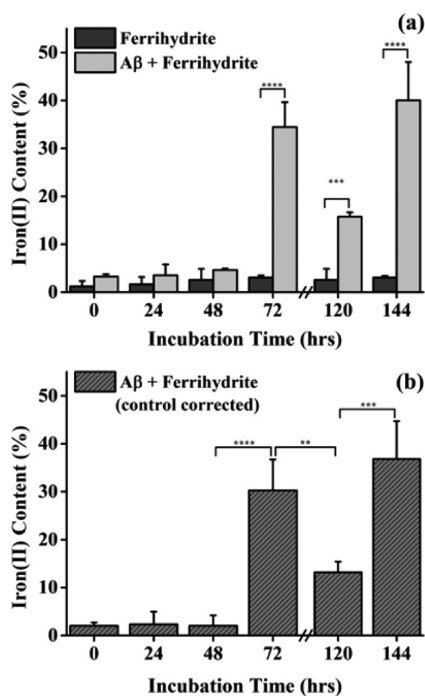 (a)
Ferrihydrite
Aβ + Ferrihydrite
Iron(II) Content (%)
50
40
30
20
10
0
****
***
****
0 24 48 72 120 144
Incubation Time (hrs)
(b)
Aβ + Ferrihydrite
(control corrected)
Iron(II) Content (%)
50
40
30
20
10
0
****
**
***
0 24 48 72 120 144
Incubation Time (hrs)